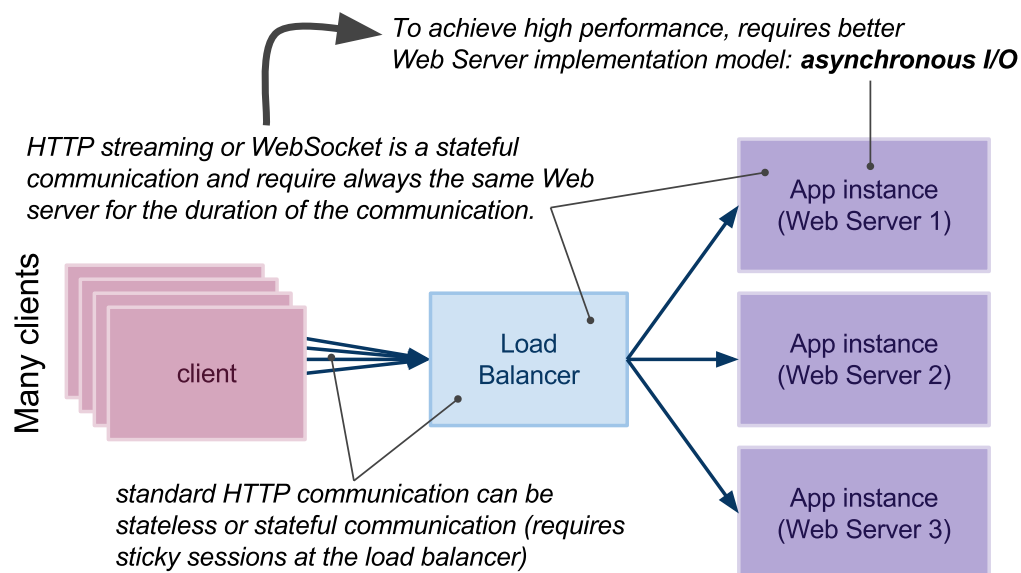 To achieve high performance, requires better
Web Server implementation model: asynchronous I/O
HTTP streaming or WebSocket is a stateful
communication and require always the same Web
server for the duration of the communication.
Many clients
client
Load
Balancer
App instance
(Web Server 1)
App instance
(Web Server 2)
App instance
(Web Server 3)
standard HTTP communication can be
stateless or stateful communication (requires
sticky sessions at the load balancer)